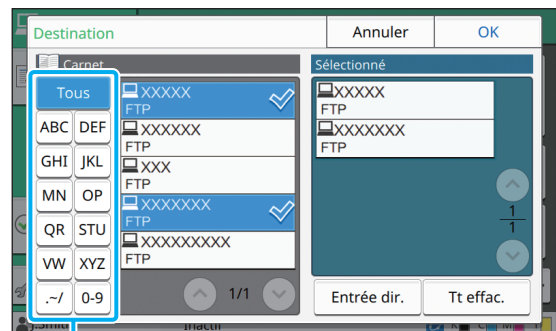 Destination
Annuler
OK
Carnet
Sélectionné
Tous
ABC
DEF
GHI
JKL
MN
OP
QR
STU
VW
XYZ
.~/
0-9
XXXXX
FTP
XXXXXX
FTP
XXX
FTP
XXXXXXX
FTP
XXXXXXXXX
FTP
1/1
XXXXX
FTP
XXXXXXX
FTP
1
1
Entrée dir.
Tt effac.
J.Smith
Inactif
K
C
M